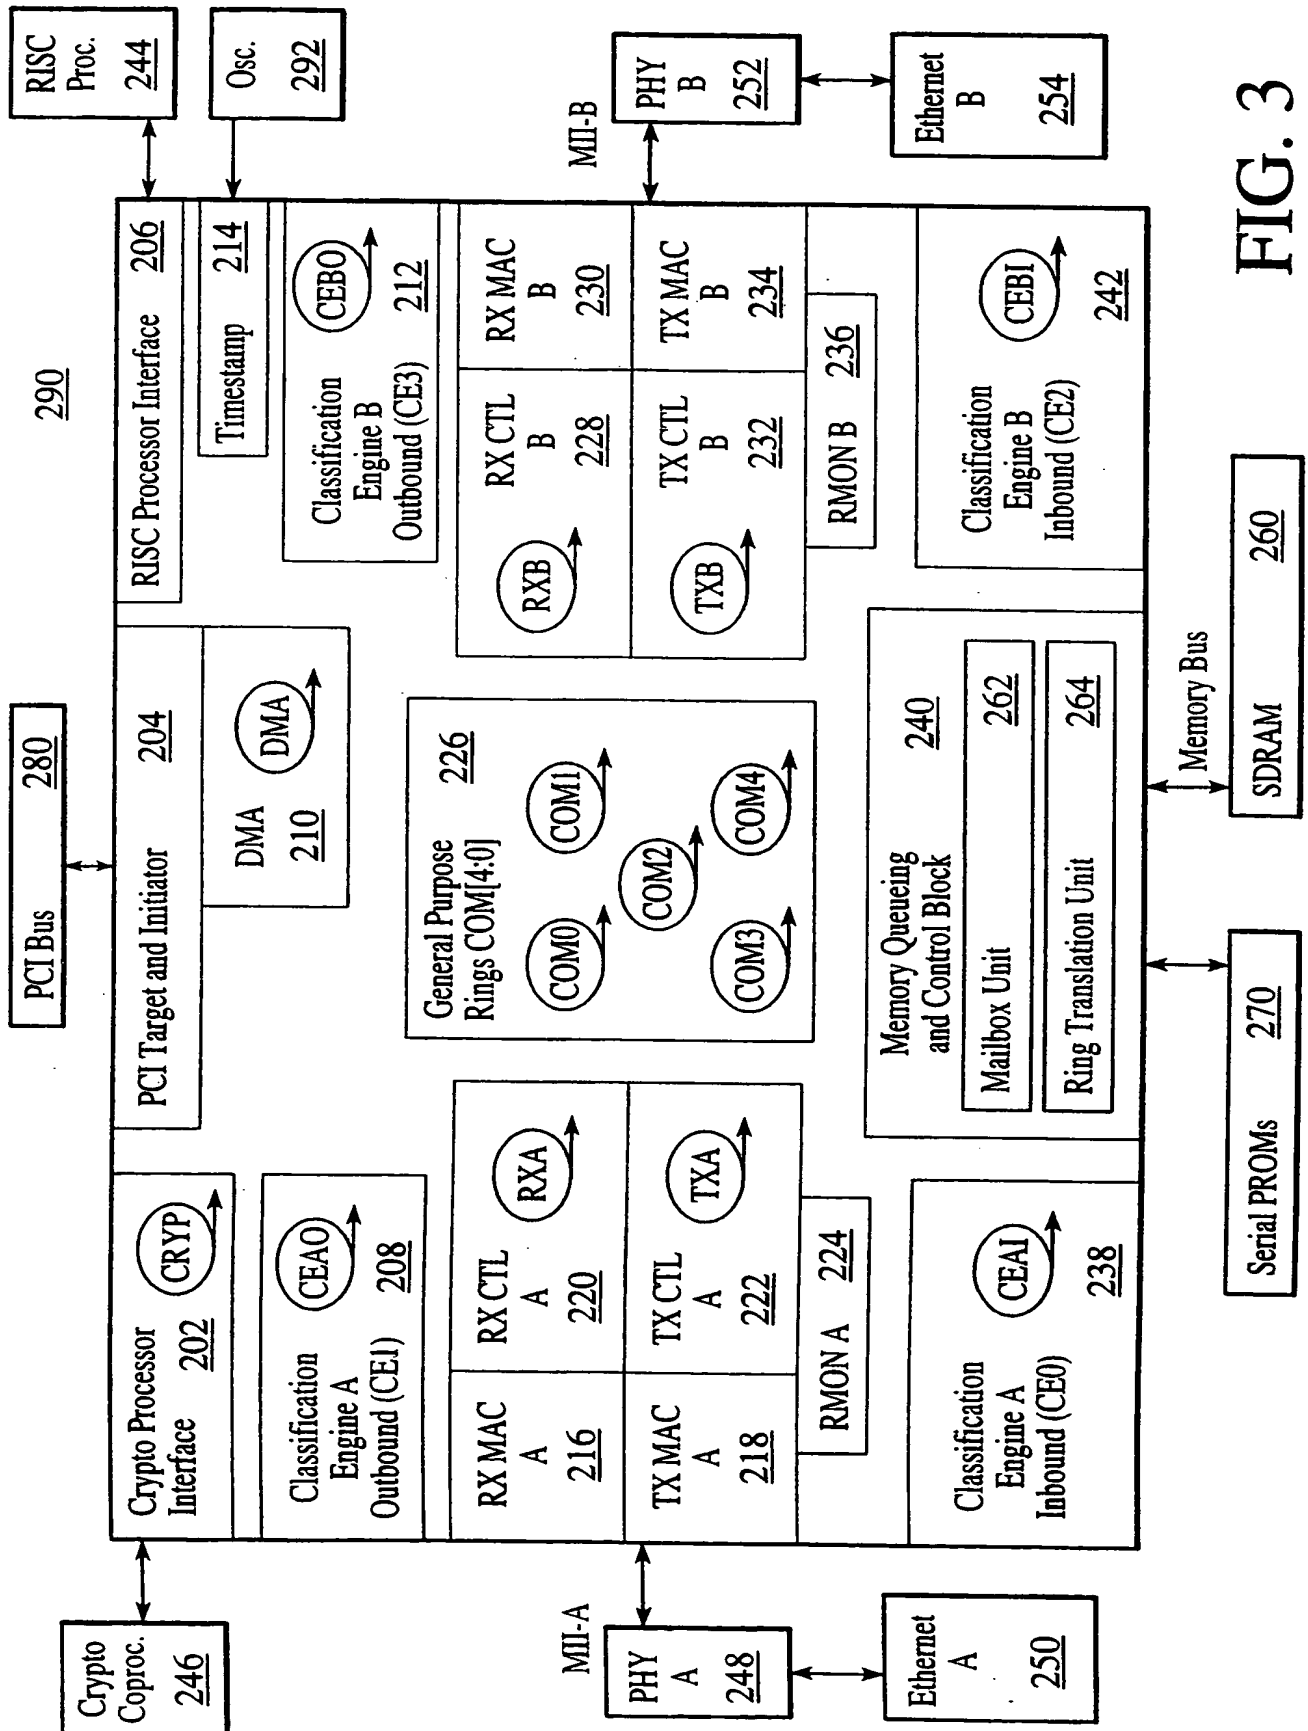 290
PCI Bus 280
RISC
Proc.
244
Osc.
292
Crypto
Coproc.
246
Crypto Processor
Interface 202
CRYP
PCI Target and Initiator 204
RISC Processor Interface 206
DMA
210
DMA
Timestamp 214
Classification
Engine A
Outbound (CE1)
CEAO
208
Classification
Engine B
Outbound (CE3)
CEBO
212
General Purpose
Rings COM[4:0]
226
COM0
COM1
COM2
COM3
COM4
RX MAC
A
216
RX CTL
A
220
RXA
TX MAC
A
218
TX CTL
A
222
TXA
RMON A 224
RXB
RX CTL
B
228
RX MAC
B
230
TXB
TX CTL
B
232
TX MAC
B
234
RMON B 236
MII-A
PHY
A
248
Ethernet
A
250
MII-B
PHY
B
252
Ethernet
B
254
Classification
Engine A
Inbound (CE0)
CEAI
238
Memory Queueing
and Control Block
240
Mailbox Unit 262
Ring Translation Unit 264
Classification
Engine B
Inbound (CE2)
CEBI
242
Memory Bus
Serial PROMs 270
SDRAM 260
FIG. 3